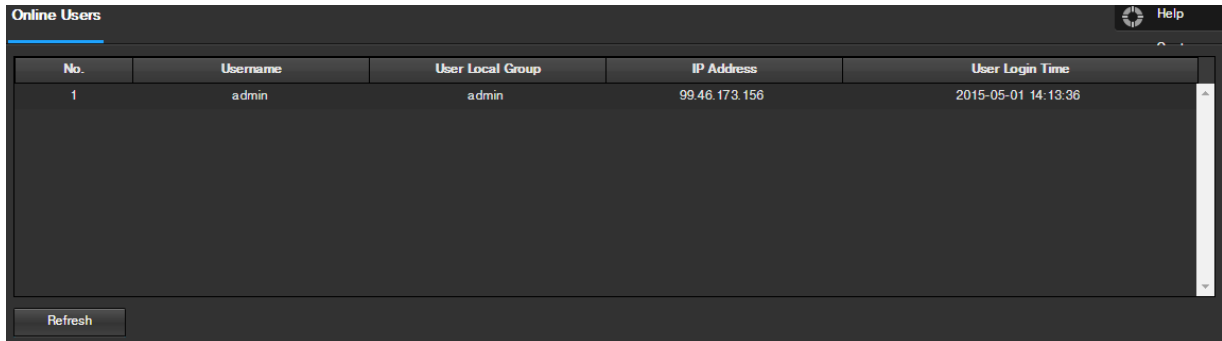 Online Users
Help
No. Username User Local Group IP Address User Login Time
1 admin admin 99.46.173.156 2015-05-01 14:13:36
Refresh